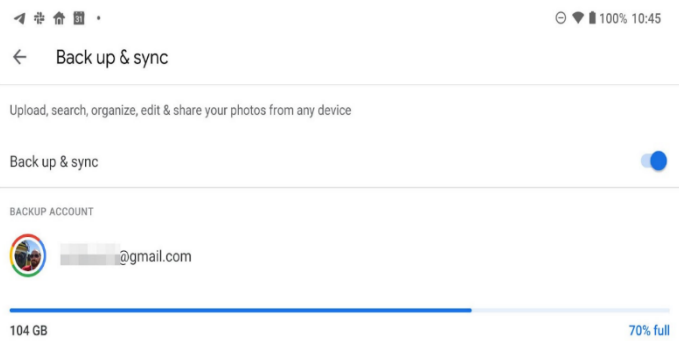 31 100% 10:45
Back up & sync
Upload, search, organize, edit & share your photos from any device
Back up & sync
BACKUP ACCOUNT
@gmail.com
104 GB 70% full